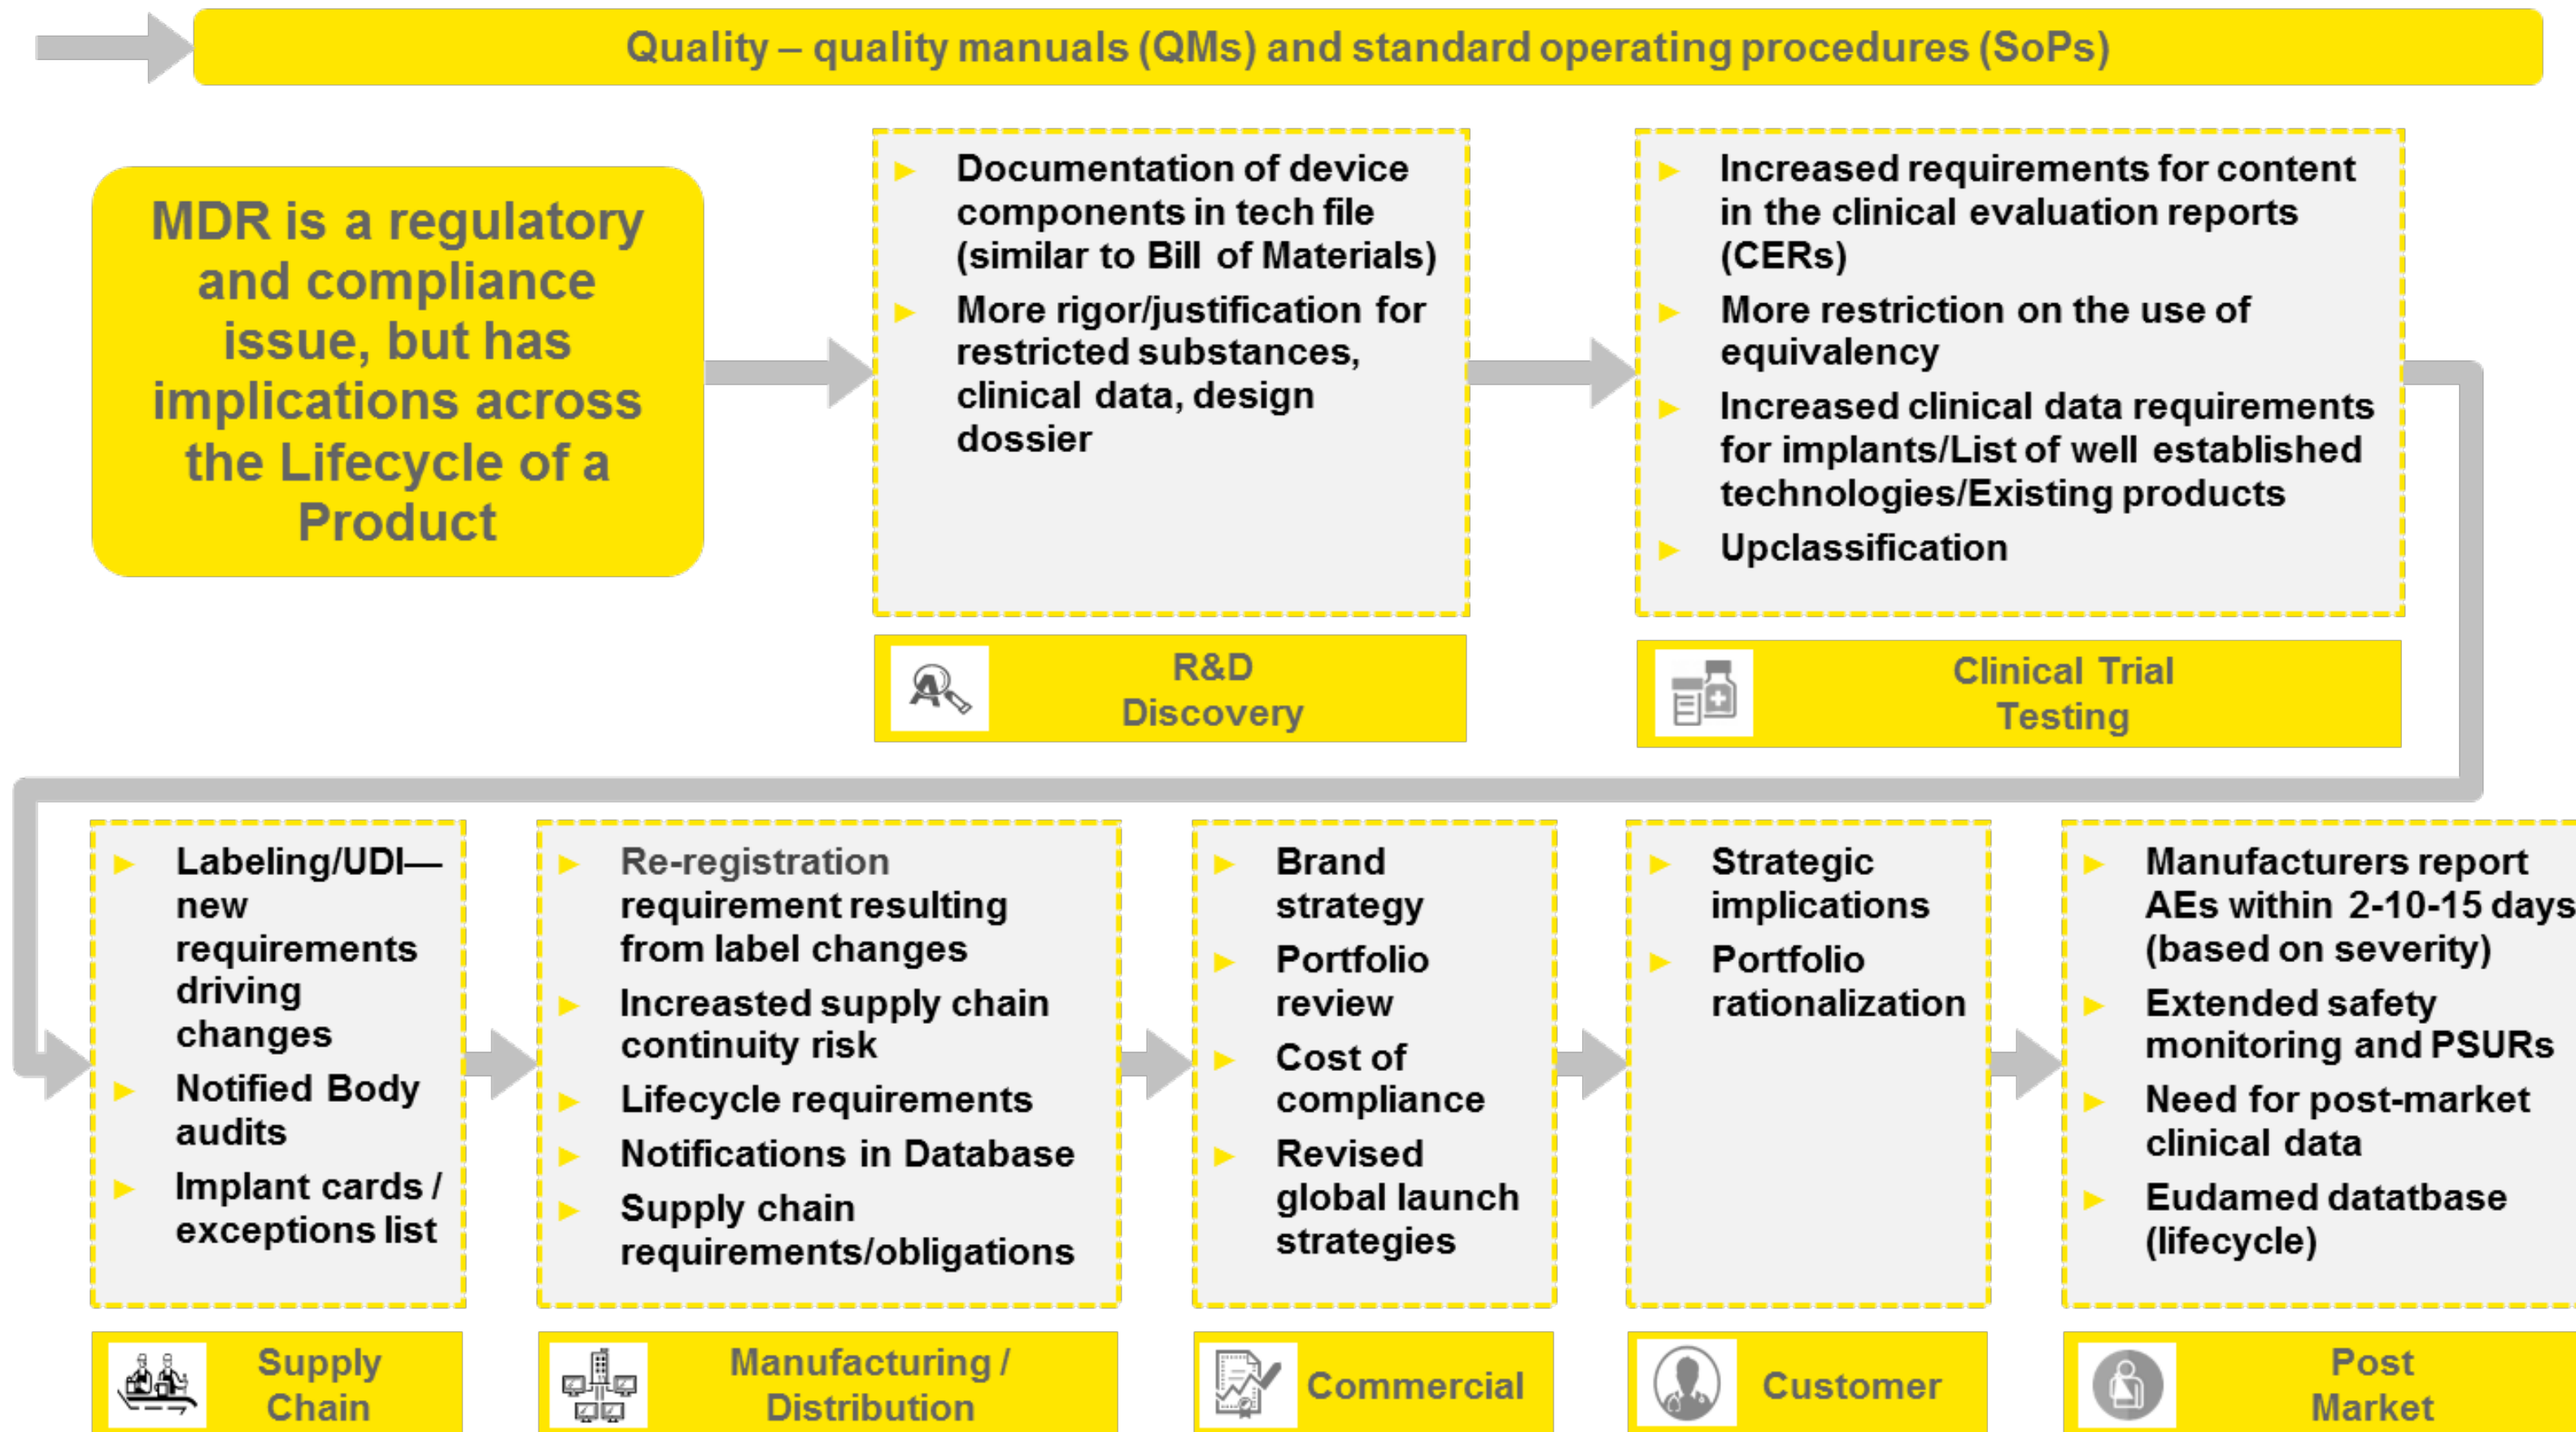 Quality – quality manuals (QMs) and standard operating procedures (SoPs)
MDR is a regulatory
and compliance
issue, but has
implications across
the Lifecycle of a
Product
► Documentation of device
components in tech file
(similar to Bill of Materials)
► More rigor/justification for
restricted substances,
clinical data, design
dossier
R&D
Discovery
► Increased requirements for content
in the clinical evaluation reports
(CERs)
► More restriction on the use of
equivalency
► Increased clinical data requirements
for implants/List of well established
technologies/Existing products
► Upclassification
Clinical Trial
Testing
► Labeling/UDI—
new
requirements
driving
changes
► Notified Body
audits
► Implant cards /
exceptions list
Supply
Chain
► Re-registration
requirement resulting
from label changes
► Increasted supply chain
continuity risk
► Lifecycle requirements
► Notifications in Database
► Supply chain
requirements/obligations
Manufacturing /
Distribution
► Brand
strategy
► Portfolio
review
► Cost of
compliance
► Revised
global launch
strategies
Commercial
► Strategic
implications
► Portfolio
rationalization
Customer
► Manufacturers report
AEs within 2-10-15 days
(based on severity)
► Extended safety
monitoring and PSURs
► Need for post-market
clinical data
► Eudamed datatbase
(lifecycle)
Post
Market